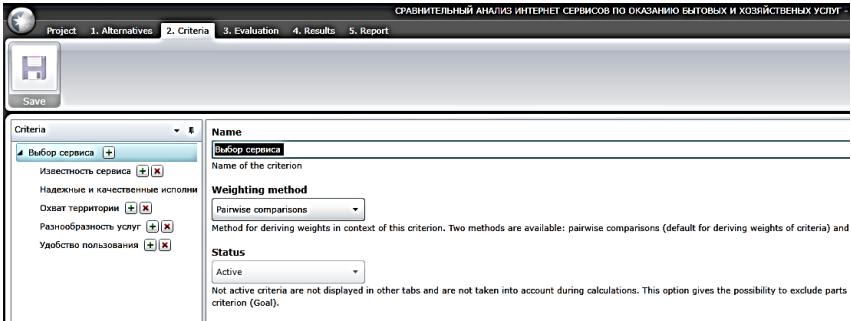 СРАВНИТЕЛЬНЫЙ АНАЛИЗ ИНТЕРНЕТ СЕРВИСОВ ПО ОКАЗАНИЮ БЫТОВЫХ И ХОЗЯЙСТВЕНЫХ УСЛУГ -
Project 1. Alternatives 2. Criteria 3. Evaluation 4. Results 5. Report
Save
Criteria
Выбор сервиса
Известность сервиса
Надежные и качественные исполни
Охват территории
Разнообразность услуг
Удобство пользования
Name
Выбор сервиса
Name of the criterion
Weighting method
Pairwise comparisons
Method for deriving weights in context of this criterion. Two methods are available: pairwise comparisons (default for deriving weights of criteria) and
Status
Active
Not active criteria are not displayed in other tabs and are not taken into account during calculations. This option gives the possibility to exclude parts
criterion (Goal).